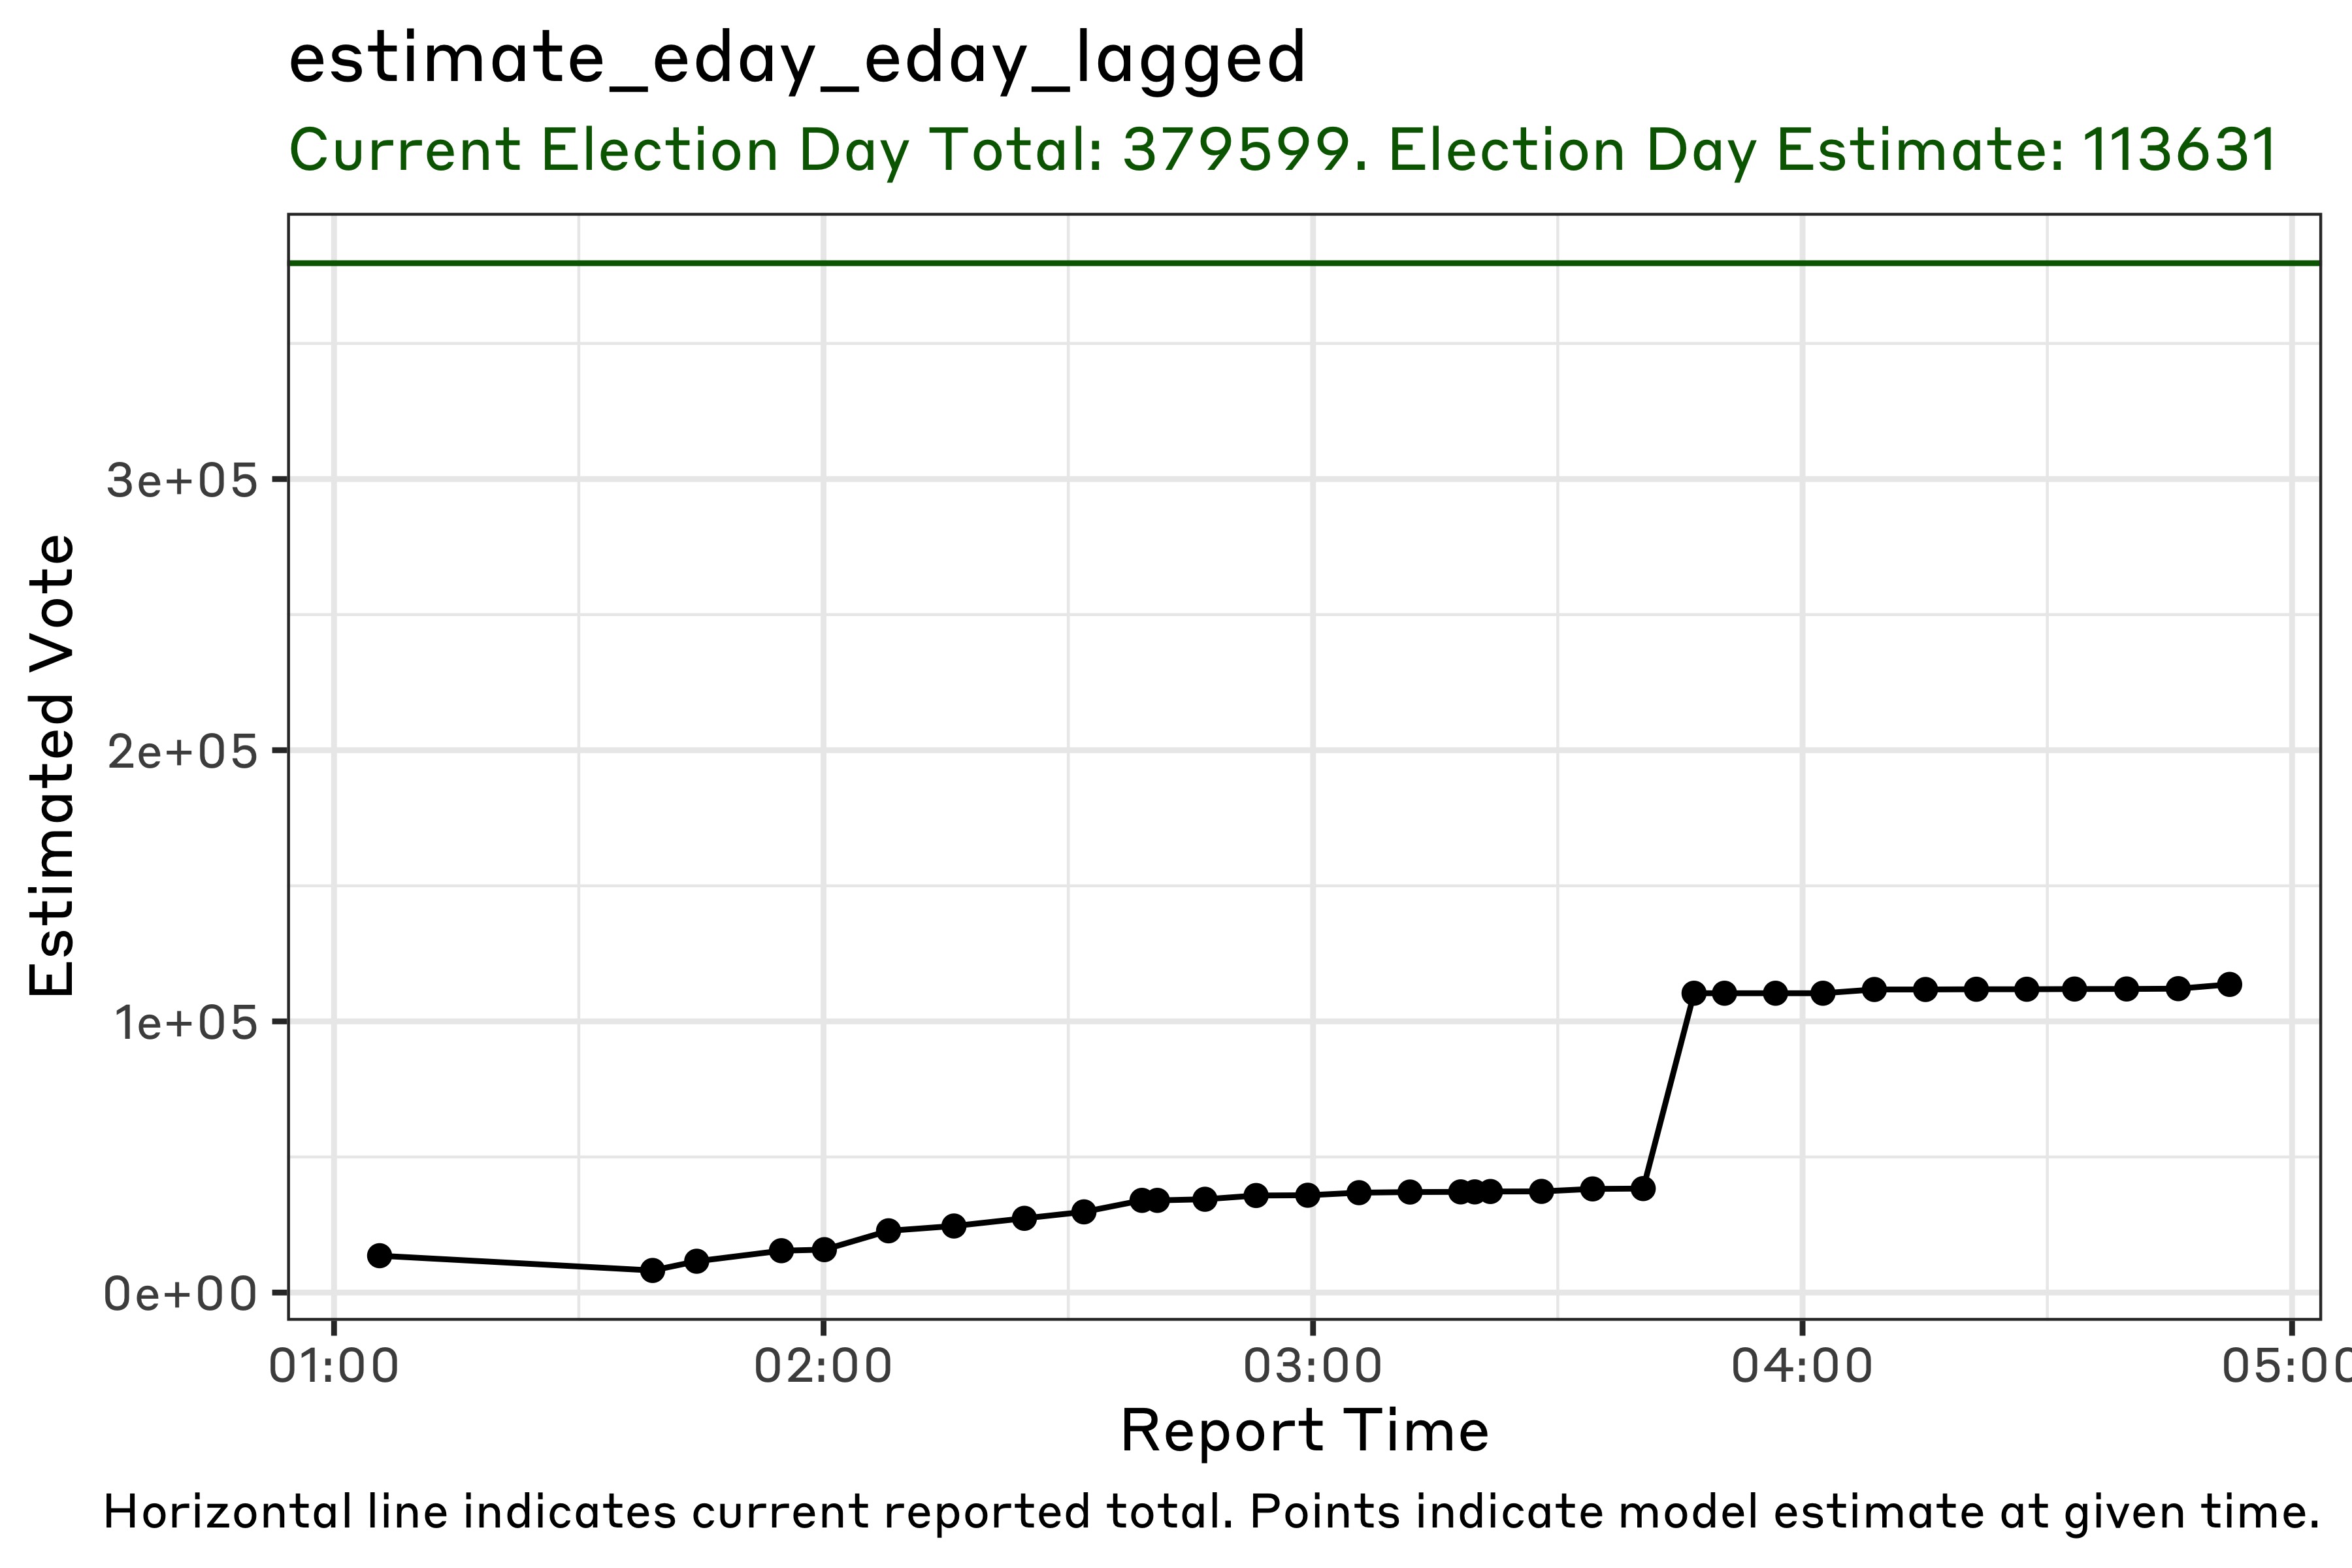 estimate_eday_eday_lagged
Current Election Day Total: 379599. Election Day Estimate: 113631
Estimated Vote
3e+05
2e+05
1e+05
0e+00
01:00 02:00 03:00 04:00 05:00
Report Time
Horizontal line indicates current reported total. Points indicate model estimate at given time.